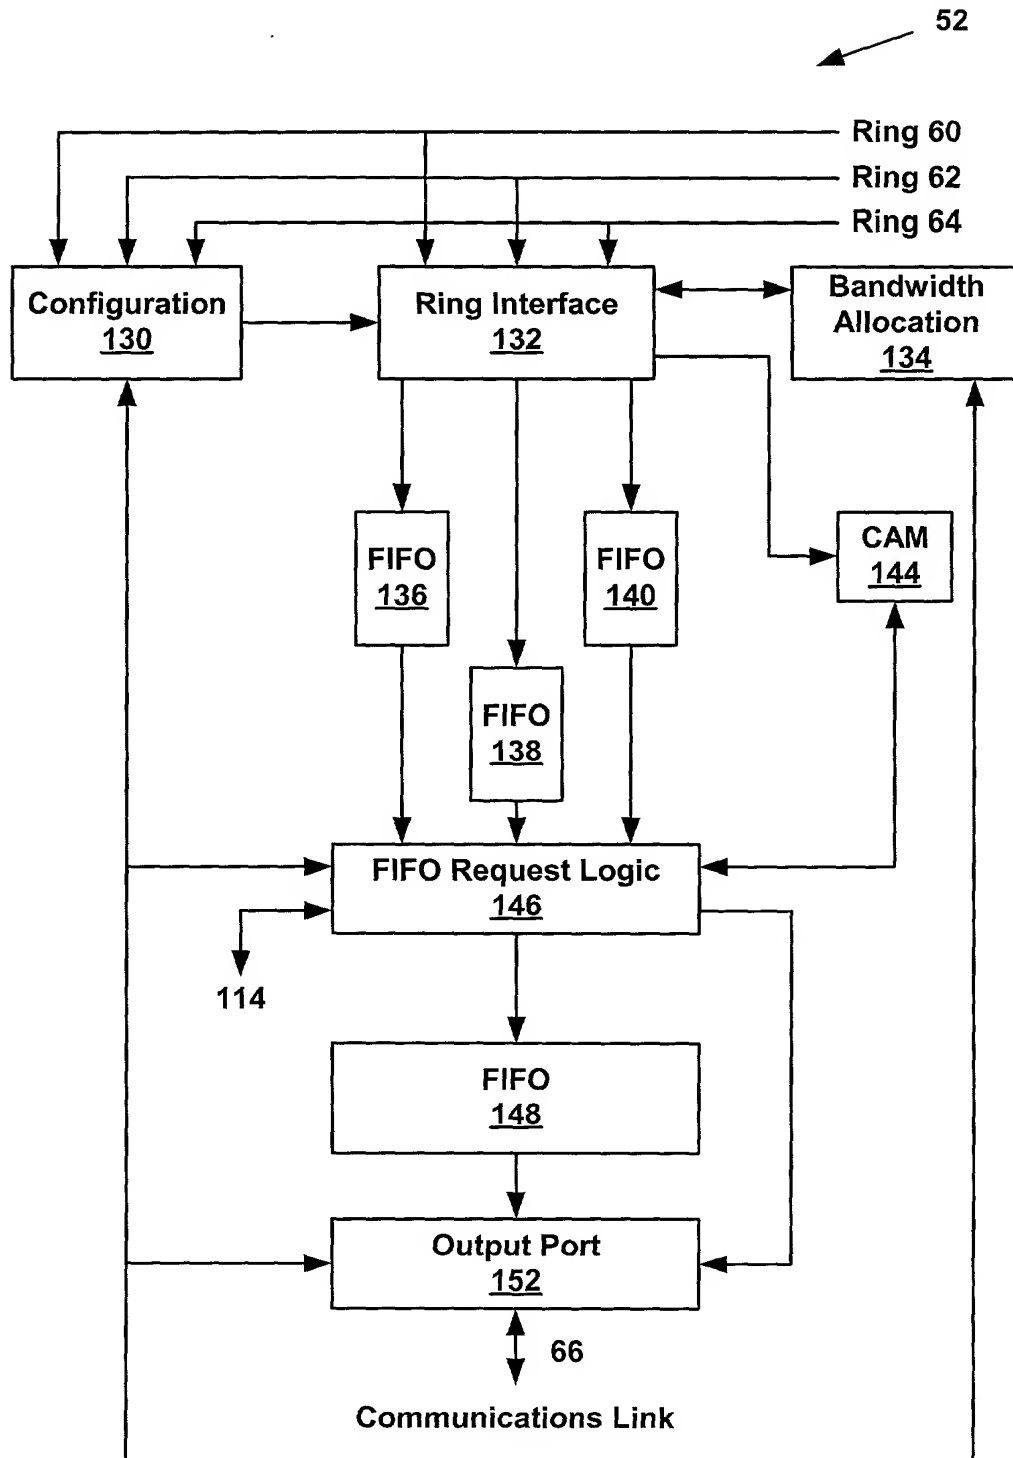 52
Ring 60
Ring 62
Ring 64
Configuration
130
Ring Interface
132
Bandwidth
Allocation
134
FIFO
136
FIFO
140
CAM
144
FIFO
138
FIFO Request Logic
146
114
FIFO
148
Output Port
152
66
Communications Link